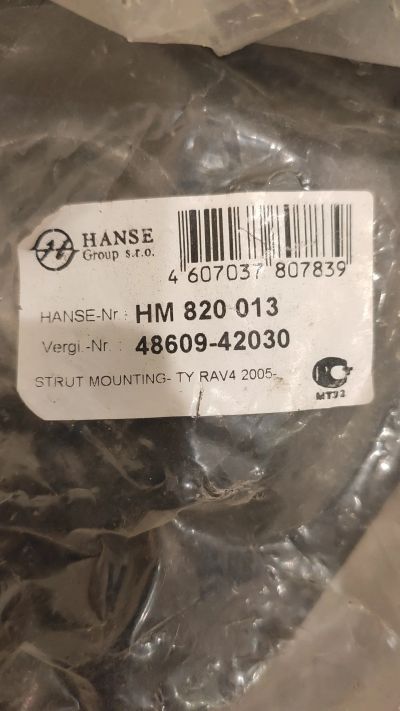 HANSE
Group s.r.o.
4 607037 807839
HANSE-Nr : HM 820 013
Vergl.-Nr. : 48609-42030
STRUT MOUNTING- TY RAV4 2005-